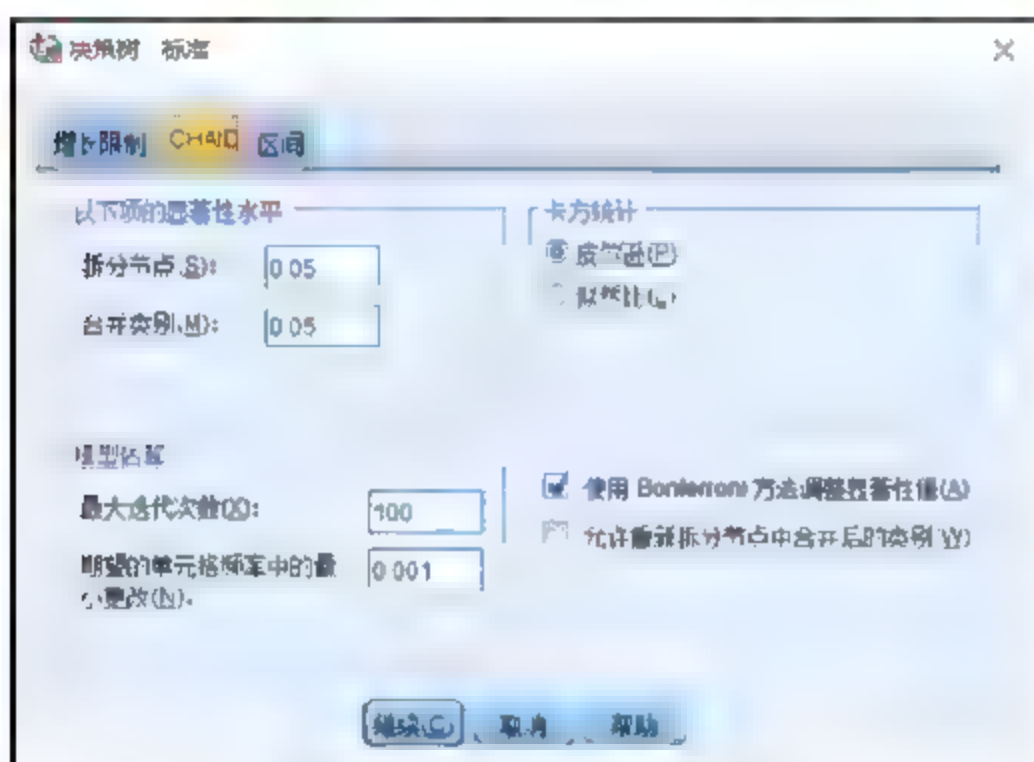 决策树 标准
增长限制 CHAID 区间
以下项的显著性水平
拆分节点(S): 0.05
合并类别(M): 0.05
卡方统计
皮尔逊(P)
似然比(L)
模型估算
最大迭代次数(X): 100
期望的单元格频率中的最
小更改(N): 0.001
使用 Bonferroni 方法调整显著性值(A)
允许重新拆分节点中合并后的类别(W)
继续(C) 取消 帮助